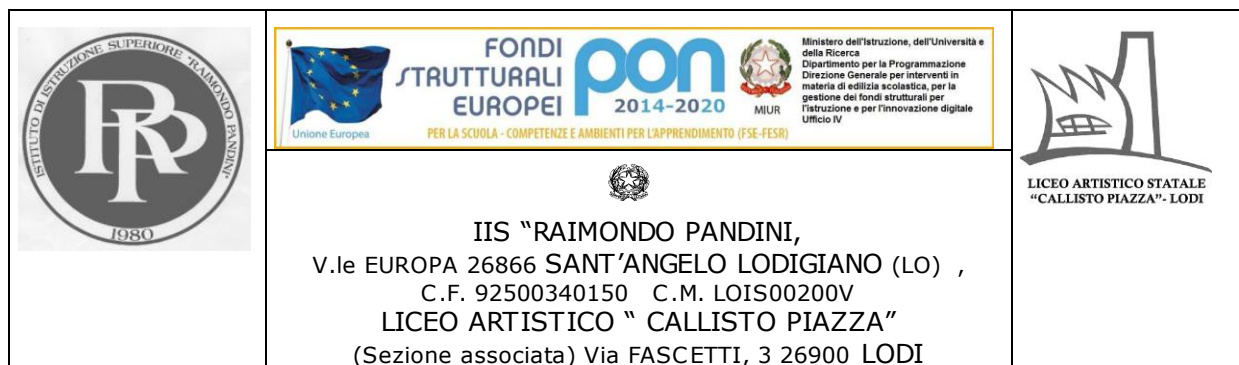 ISTITUTO DI ISTRUZIONE SUPERIORE "RAIMONDO PANDINI"
RP
1980
Unione Europea
FONDI
STRUTTURALI
EUROPEI
pon
2014-2020
MIUR
Ministero dell'Istruzione, dell'Università e
della Ricerca
Dipartimento per la Programmazione
Direzione Generale per interventi in
materia di edilizia scolastica, per la
gestione dei fondi strutturali per
l'istruzione e per l'innovazione digitale
Ufficio IV
PER LA SCUOLA - COMPETENZE E AMBIENTI PER L'APPRENDIMENTO (FSE-FESR)
LICEO ARTISTICO STATALE
"CALLISTO PIAZZA"- LODI
IIS "RAIMONDO PANDINI,
V.le EUROPA 26866 SANT'ANGELO LODIGIANO (LO) ,
C.F. 92500340150 C.M. LOIS00200V
LICEO ARTISTICO " CALLISTO PIAZZA"
(Sezione associata) Via FASCETTI, 3 26900 LODI